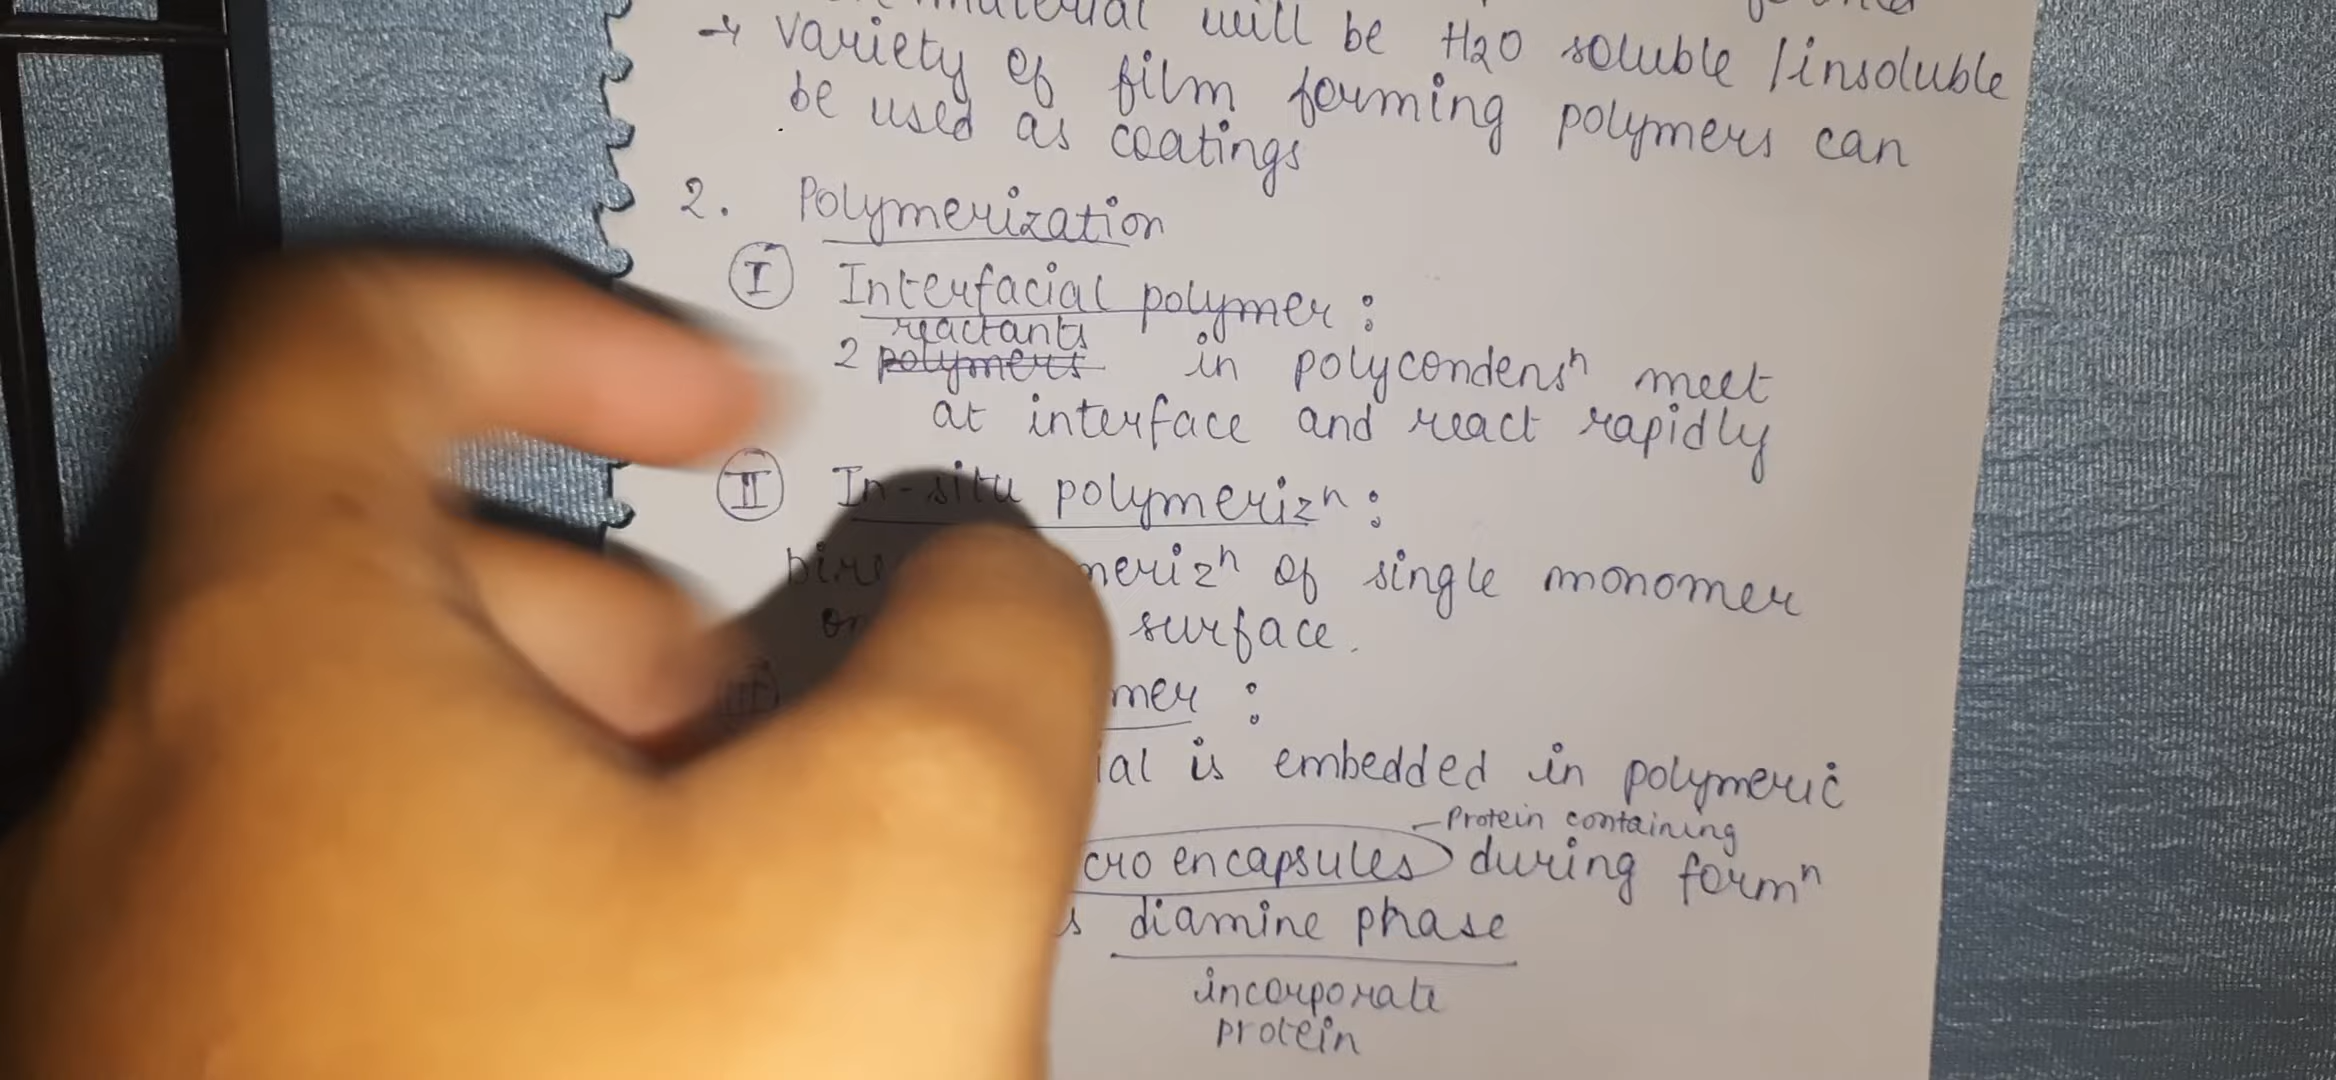 material will be H2O soluble / insoluble
→ variety of film forming polymers can
be used as coatings
2. Polymerization
I Interfacial polymer :
reactants
2 polymers in polycondensⁿ meet
at interface and react rapidly
II In-situ polymerizⁿ :
merizⁿ of single monomer
surface.
III mer :
ial is embedded in polymeric
Protein containing
cro encapsules during formⁿ
s diamine phase
incorporate
protein